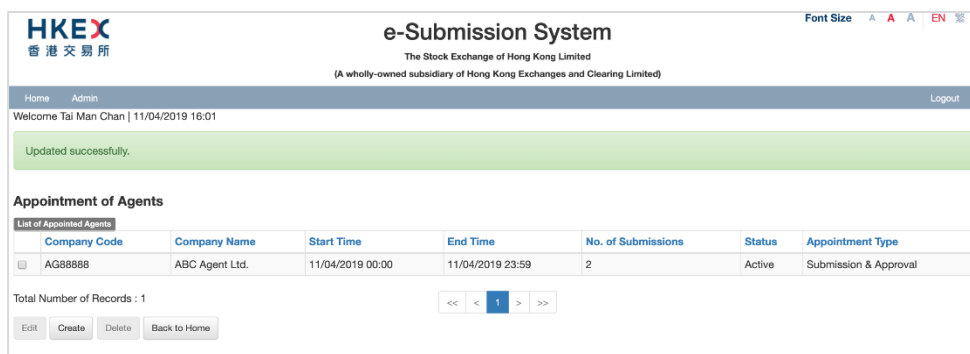 HKEX
香港交易所
e-Submission System
The Stock Exchange of Hong Kong Limited
(A wholly-owned subsidiary of Hong Kong Exchanges and Clearing Limited)
Font Size A A A EN 繁
Home Admin Logout
Welcome Tai Man Chan | 11/04/2019 16:01
Updated successfully.
Appointment of Agents
List of Appointed Agents
Company Code Company Name Start Time End Time No. of Submissions Status Appointment Type
AG88888 ABC Agent Ltd. 11/04/2019 00:00 11/04/2019 23:59 2 Active Submission & Approval
Total Number of Records : 1
<< < 1 > >>
Edit Create Delete Back to Home